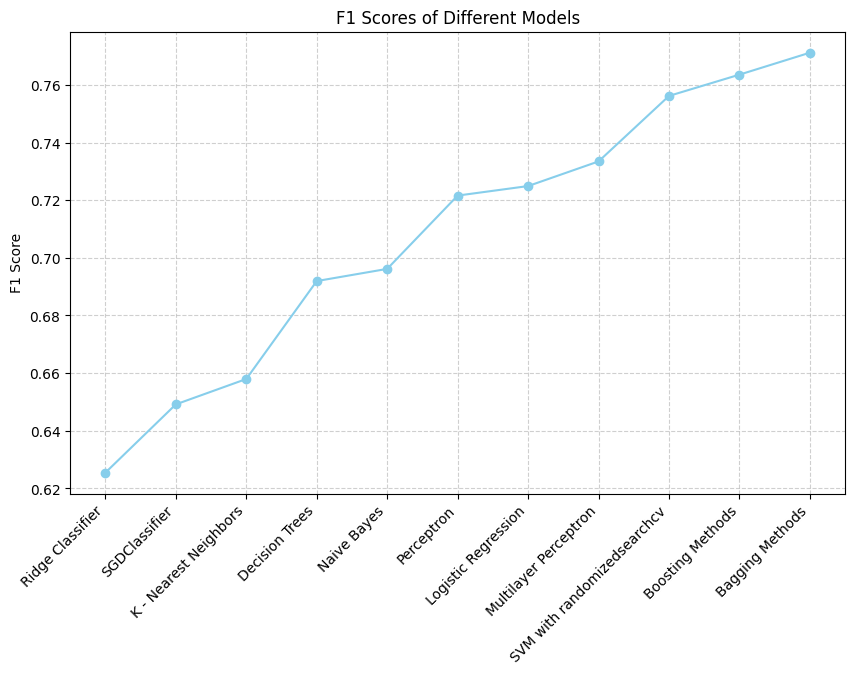 F1 Scores of Different Models
F1 Score
0.76
0.74
0.72
0.70
0.68
0.66
0.64
0.62
Ridge Classifier
SGDClassifier
K - Nearest Neighbors
Decision Trees
Naive Bayes
Perceptron
Logistic Regression
Multilayer Perceptron
SVM with randomizedsearchcv
Boosting Methods
Bagging Methods